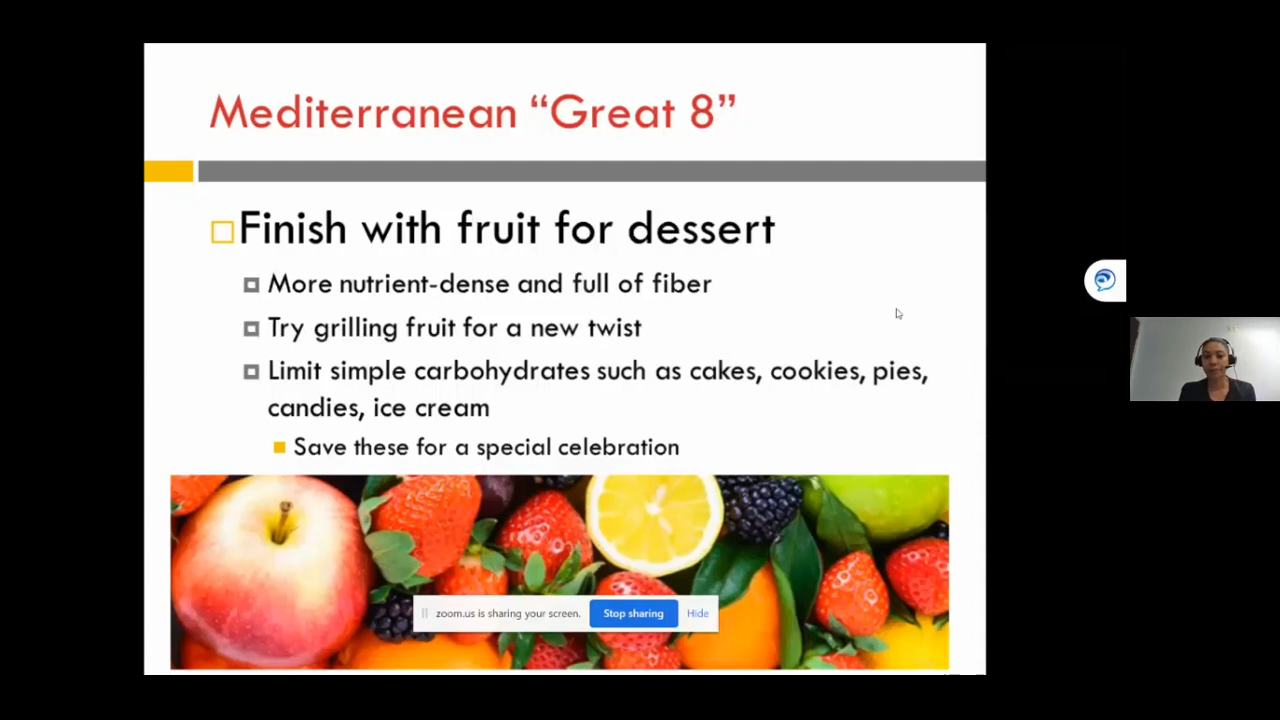 Mediterranean “Great 8”
Finish with fruit for dessert
More nutrient-dense and full of fiber
Try grilling fruit for a new twist
Limit simple carbohydrates such as cakes, cookies, pies,
candies, ice cream
Save these for a special celebration
zoom.us is sharing your screen. Stop sharing Hide